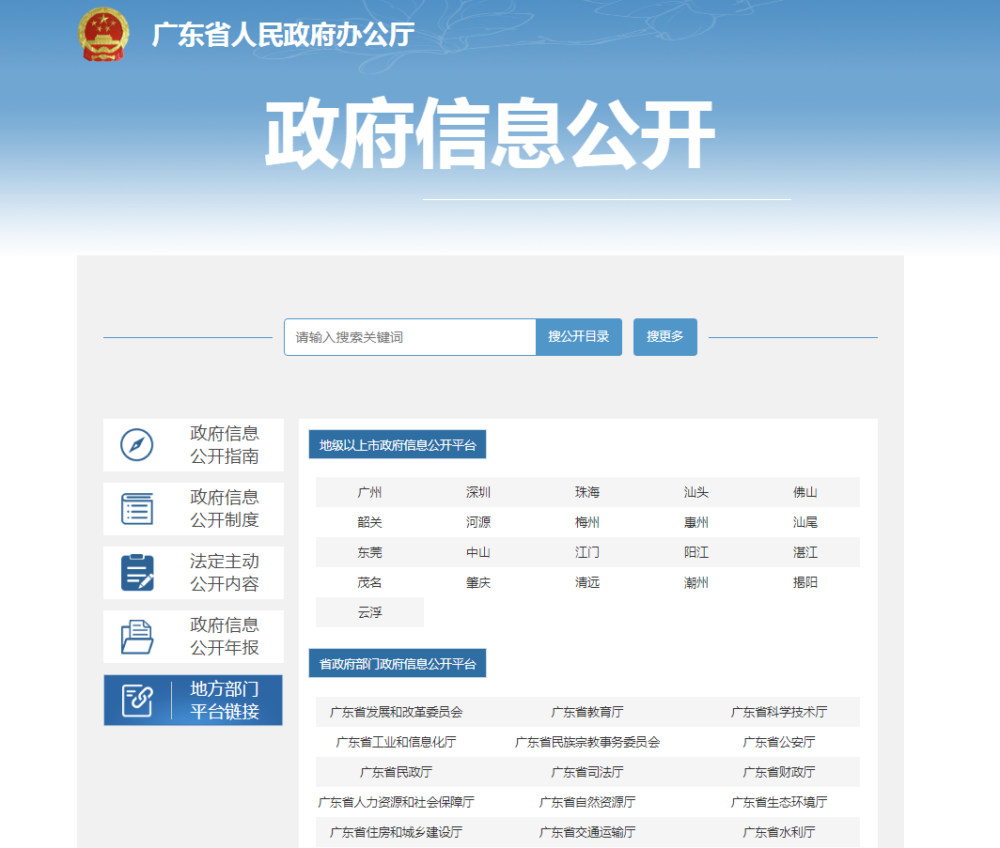 广东省人民政府办公厅
政府信息公开
请输入搜索关键词 搜公开目录 搜更多
政府信息
公开指南
政府信息
公开制度
法定主动
公开内容
政府信息
公开年报
地方部门
平台链接
地级以上市政府信息公开平台
广州 深圳 珠海 汕头 佛山
韶关 河源 梅州 惠州 汕尾
东莞 中山 江门 阳江 湛江
茂名 肇庆 清远 潮州 揭阳
云浮
省政府部门政府信息公开平台
广东省发展和改革委员会 广东省教育厅 广东省科学技术厅
广东省工业和信息化厅 广东省民族宗教事务委员会 广东省公安厅
广东省民政厅 广东省司法厅 广东省财政厅
广东省人力资源和社会保障厅 广东省自然资源厅 广东省生态环境厅
广东省住房和城乡建设厅 广东省交通运输厅 广东省水利厅